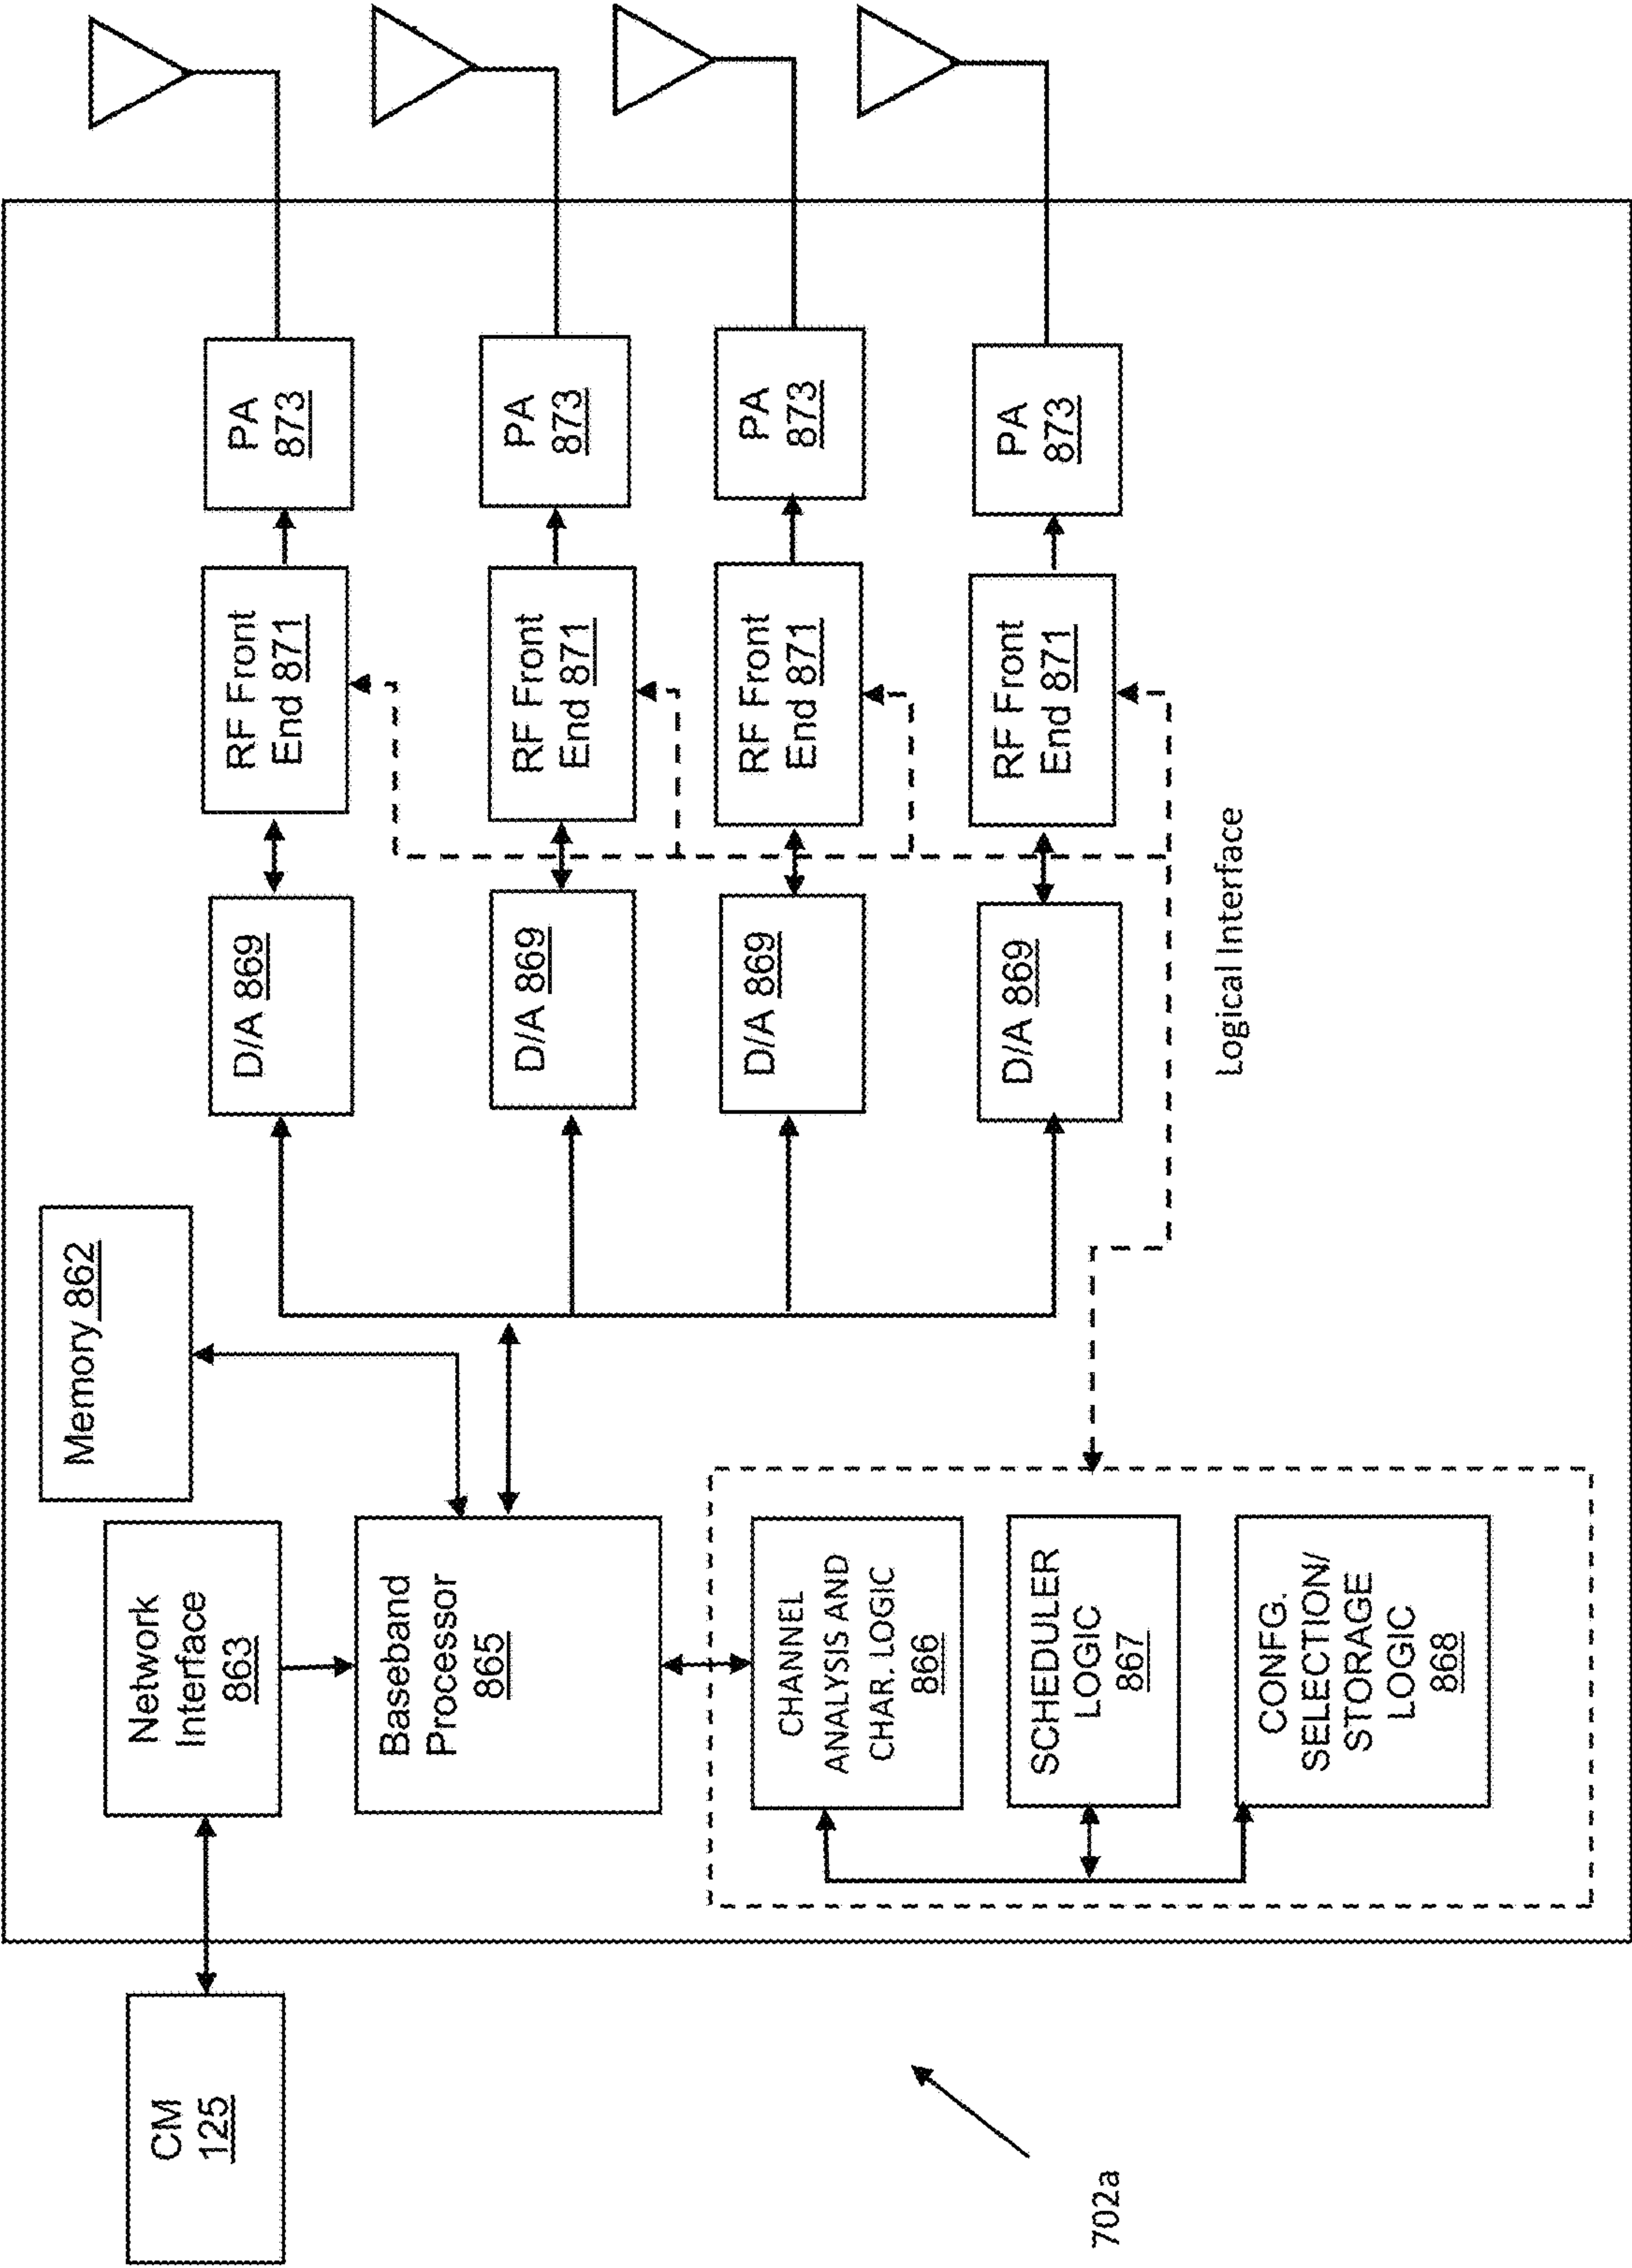 CM
125
Network
Interface
863
Memory 862
Baseband
Processor
865
CHANNEL
ANALYSIS AND
CHAR. LOGIC
866
SCHEDULER
LOGIC
867
CONFG.
SELECTION/
STORAGE
LOGIC
868
D/A 869
RF Front
End 871
PA
873
D/A 869
RF Front
End 871
PA
873
D/A 869
RF Front
End 871
PA
873
D/A 869
RF Front
End 871
PA
873
Logical Interface
702a